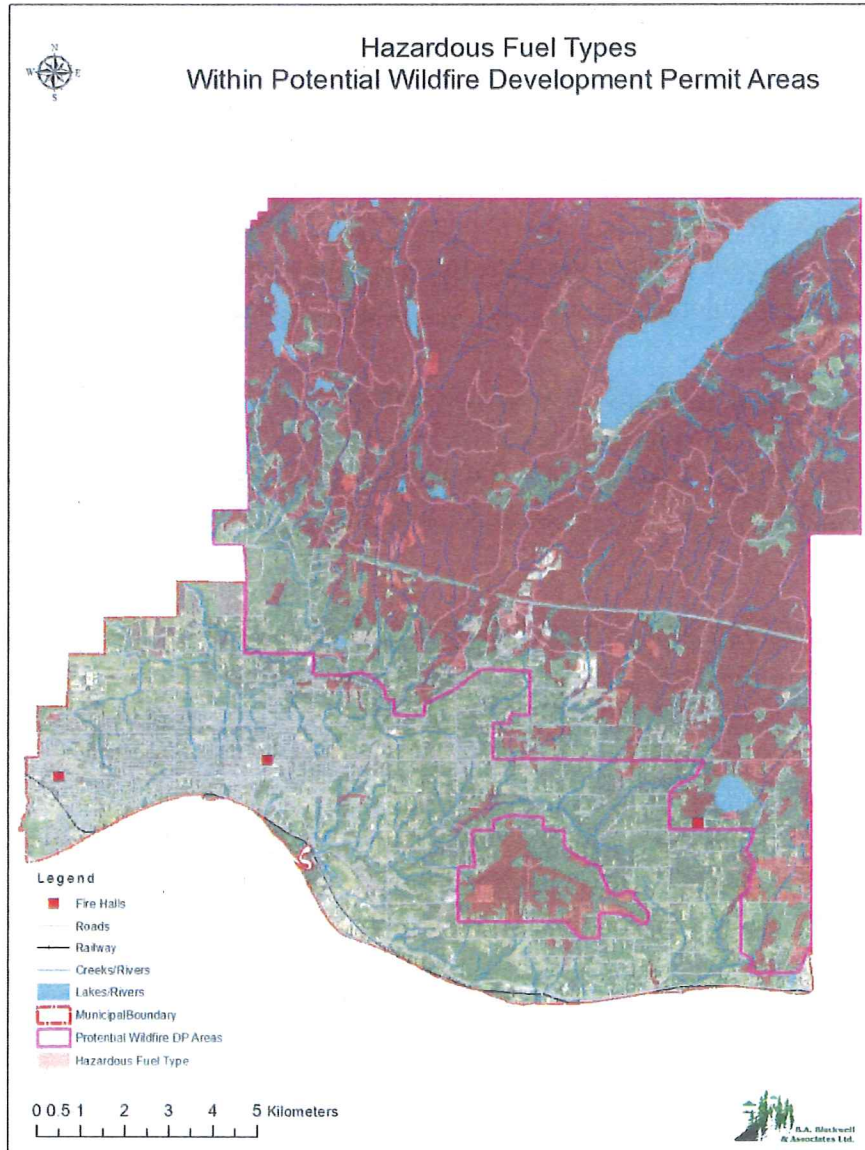 Hazardous Fuel Types
Within Potential Wildfire Development Permit Areas
N
W E
S
Legend
Fire Halls
Roads
Railway
Creeks/Rivers
Lakes/Rivers
MunicipalBoundary
Protential Wildfire DP Areas
Hazardous Fuel Type
0 0.5 1 2 3 4 5 Kilometers
B.A. Blackwell
& Associates Ltd.